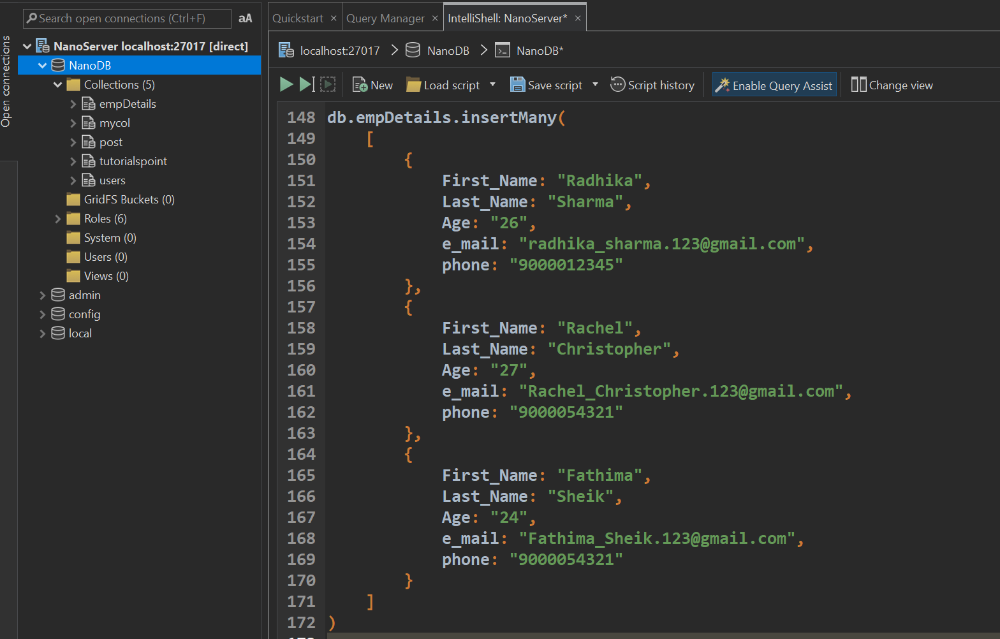 Open connections
Search open connections (Ctrl+F) aA
NanoServer localhost:27017 [direct]
NanoDB
Collections (5)
empDetails
mycol
post
tutorialspoint
users
GridFS Buckets (0)
Roles (6)
System (0)
Users (0)
Views (0)
admin
config
local
Quickstart × Query Manager × IntelliShell: NanoServer* ×
localhost:27017 > NanoDB > NanoDB*
New Load script Save script Script history Enable Query Assist Change view
148 db.empDetails.insertMany(
149 [
150 {
151 First_Name: "Radhika",
152 Last_Name: "Sharma",
153 Age: "26",
154 e_mail: "radhika_sharma.123@gmail.com",
155 phone: "9000012345"
156 },
157 {
158 First_Name: "Rachel",
159 Last_Name: "Christopher",
160 Age: "27",
161 e_mail: "Rachel_Christopher.123@gmail.com",
162 phone: "9000054321"
163 },
164 {
165 First_Name: "Fathima",
166 Last_Name: "Sheik",
167 Age: "24",
168 e_mail: "Fathima_Sheik.123@gmail.com",
169 phone: "9000054321"
170 }
171 ]
172 )